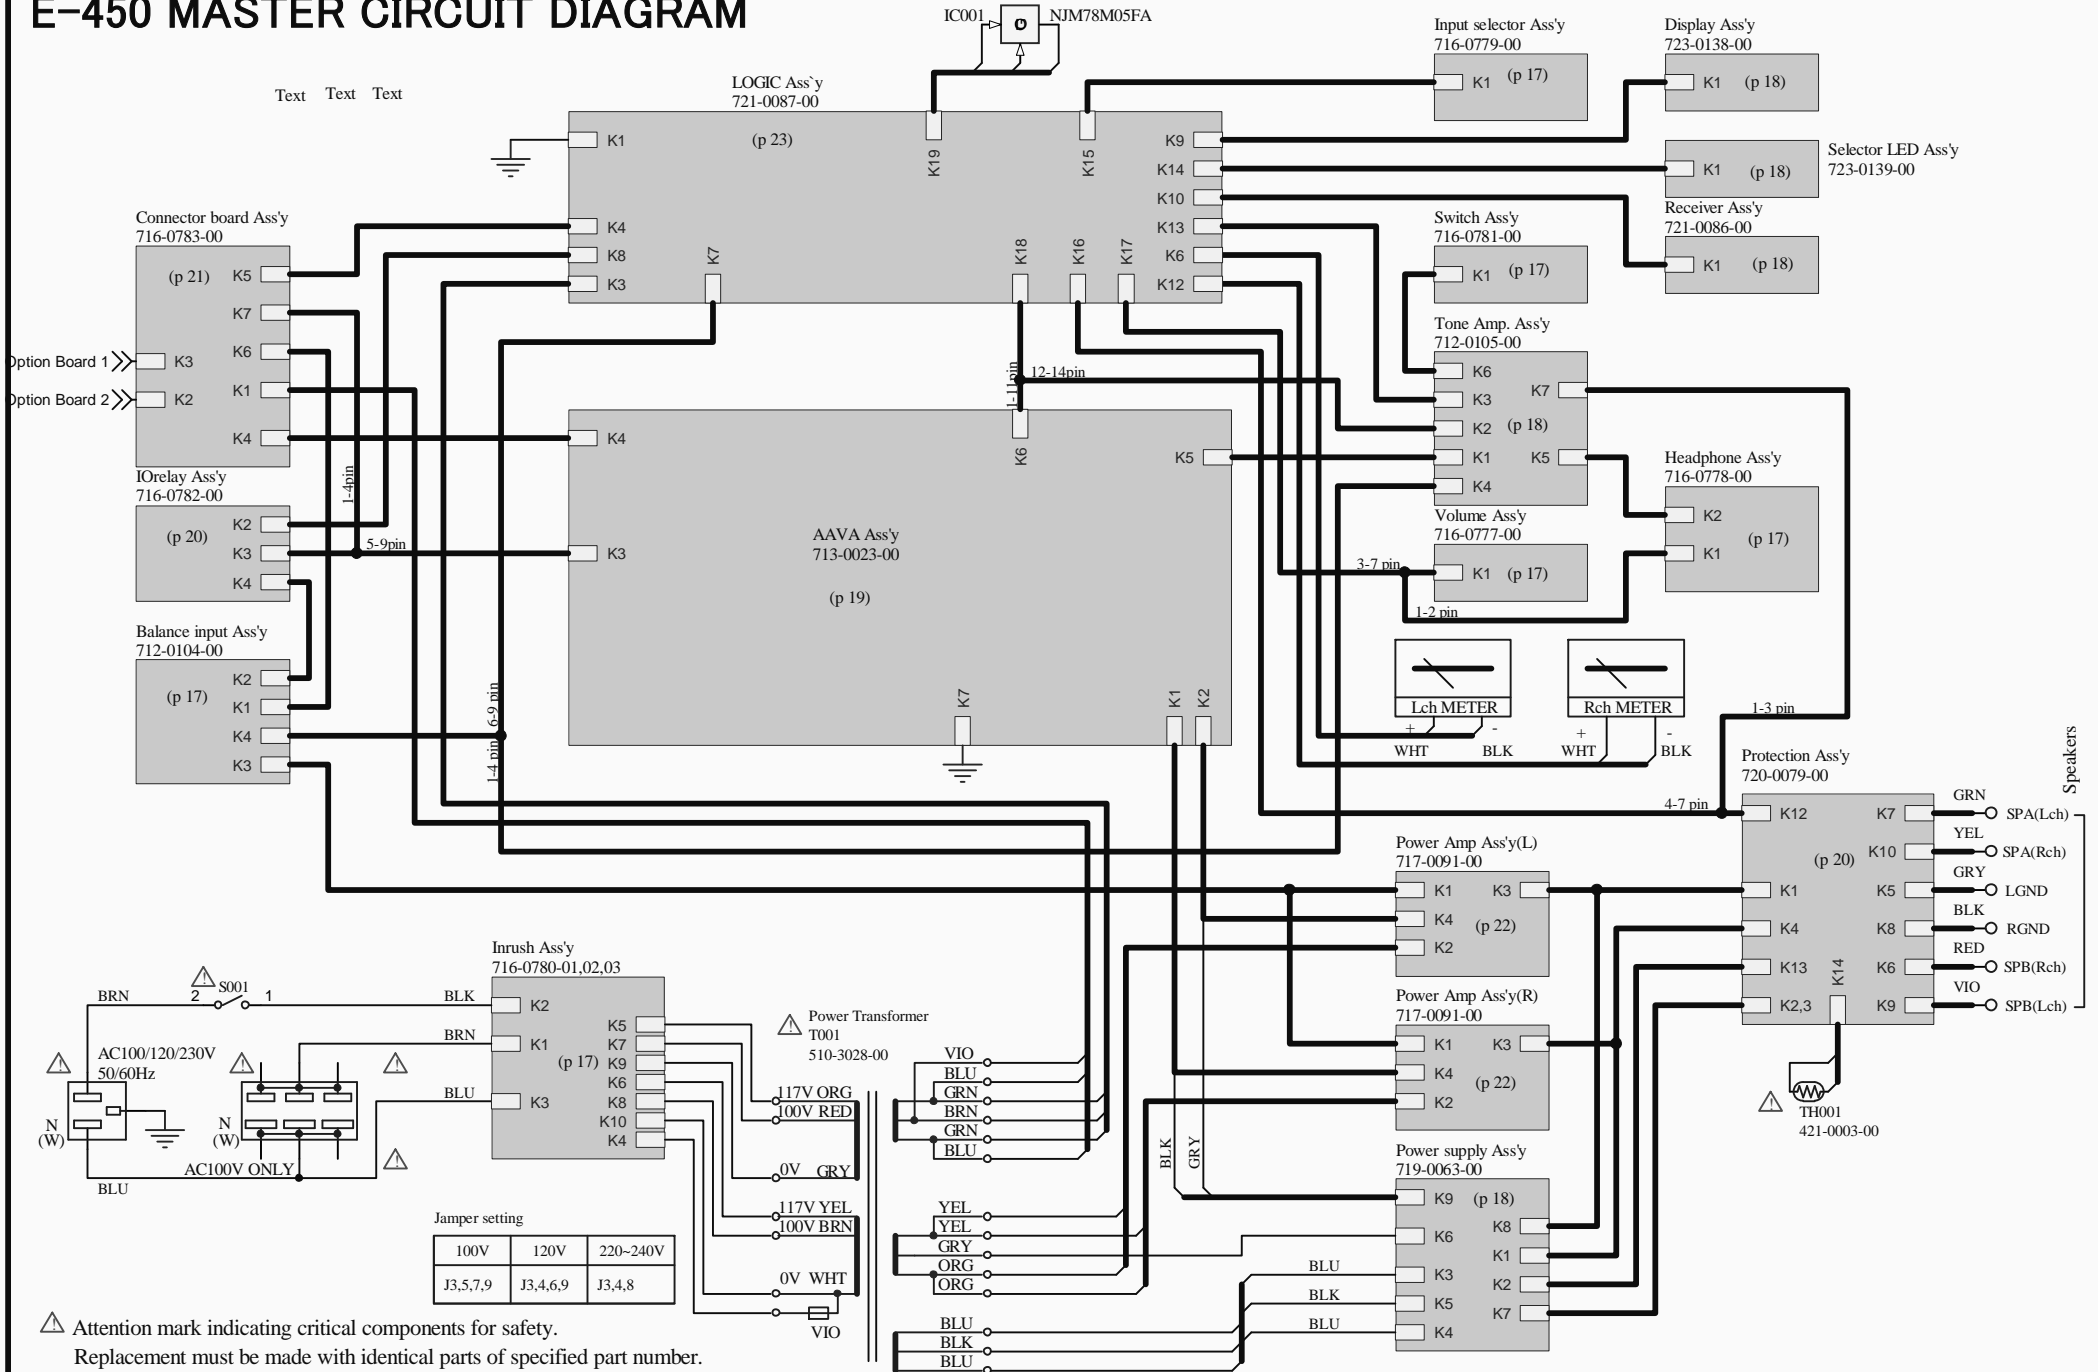 E-450 MASTER CIRCUIT DIAGRAM
Text Text Text
IC001
NJM78M05FA
LOGIC Ass`y
721-0087-00
(p 23)
K1
K4
K8
K3
K7
K19
K15
K18
K16
K17
K9
K14
K10
K13
K6
K12
Input selector Ass'y
716-0779-00
K1 (p 17)
Display Ass'y
723-0138-00
K1 (p 18)
Selector LED Ass'y
723-0139-00
K1 (p 18)
Receiver Ass'y
721-0086-00
K1 (p 18)
Switch Ass'y
716-0781-00
K1 (p 17)
Tone Amp. Ass'y
712-0105-00
K6
K3
K2 (p 18)
K1
K4
K7
K5
Headphone Ass'y
716-0778-00
K2
K1
(p 17)
Volume Ass'y
716-0777-00
K1 (p 17)
3-7 pin
1-2 pin
Connector board Ass'y
716-0783-00
(p 21)
K5
K7
K6
K1
K4
Option Board 1
K3
Option Board 2
K2
IOrelay Ass'y
716-0782-00
(p 20)
K2
K3
K4
1-4pin
5-9pin
Balance input Ass'y
712-0104-00
(p 17)
K2
K1
K4
K3
1-4 pin
6-9 pin
AAVA Ass'y
713-0023-00
(p 19)
K4
K3
K6
K5
K7
K1
K2
1-11pin
12-14pin
Lch METER
+ -
WHT BLK
Rch METER
+ -
WHT BLK
1-3 pin
4-7 pin
Protection Ass'y
720-0079-00
(p 20)
K12
K1
K4
K13
K2,3
K14
K7
K10
K5
K8
K6
K9
GRN
SPA(Lch)
YEL
SPA(Rch)
GRY
LGND
BLK
RGND
RED
SPB(Rch)
VIO
SPB(Lch)
Speakers
TH001
421-0003-00
Power Amp Ass'y(L)
717-0091-00
K1
K4
K2
K3
(p 22)
Power Amp Ass'y(R)
717-0091-00
K1
K4
K2
K3
(p 22)
Power supply Ass'y
719-0063-00
K9 (p 18)
K6
K3
K5
K4
K8
K1
K2
K7
BLK
GRY
BLU
BLK
BLU
Inrush Ass'y
716-0780-01,02,03
(p 17)
K2
K1
K3
K5
K7
K9
K6
K8
K10
K4
BRN
2 S001 1
BLK
BRN
BLU
AC100/120/230V
50/60Hz
N
(W)
N
(W)
AC100V ONLY
BLU
Power Transformer
T001
510-3028-00
117V ORG
100V RED
0V GRY
117V YEL
100V BRN
0V WHT
VIO
VIO
BLU
GRN
BRN
GRN
BLU
YEL
YEL
GRY
ORG
ORG
BLU
BLK
BLU
Jamper setting
100V 120V 220~240V
J3,5,7,9 J3,4,6,9 J3,4,8
Attention mark indicating critical components for safety.
Replacement must be made with identical parts of specified part number.